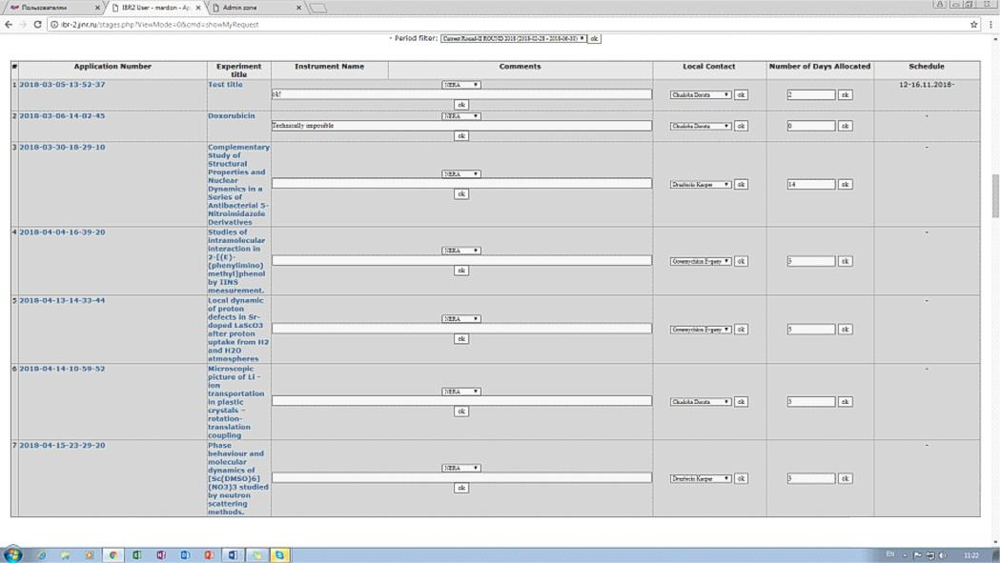 Пользователи
IBR2 User - mardon - Ap
Admin zone
ibr-2.jinr.ru/stages.php?ViewMode=0&cmd=showMyRequest
- Period filter: Current Round-II ROUND 2018 (2018-02-28 - 2018-06-30) ok
# Application Number Experiment title Instrument Name Comments Local Contact Number of Days Allocated Schedule
1 2018-03-05-13-52-37 Test title NERA 12-16.11.2018-
ok! Chudoba Dorota ok 2 ok
ok
2 2018-03-06-14-02-45 Doxorubicin NERA -
Technically imposible Chudoba Dorota ok 0 ok
ok
3 2018-03-30-18-29-10 Complementary -
Study of
Structural
Properties and NERA
Nuclear
Dynamics in a Drużbicki Kacper ok 14 ok
Series of ok
Antibacterial 5-
Nitroimidazole
Derivatives
4 2018-04-04-16-39-20 Studies of -
intramolecular
interaction in NERA
2-[(E)-
(phenylimino) Goremychkin Evgeny ok 3 ok
methyl]phenol ok
by IINS
measurement.
5 2018-04-13-14-33-44 Local dynamic -
of proton
defects in Sr- NERA
doped LaScO3
after proton Goremychkin Evgeny ok 5 ok
uptake from H2 ok
and H2O
atmospheres
6 2018-04-14-10-59-52 Microscopic -
picture of Li -
ion
transportation NERA
in plastic Chudoba Dorota ok 5 ok
crystals – ok
rotation-
translation
coupling
7 2018-04-15-23-29-20 Phase -
behaviour and
molecular
dynamics of NERA
[Sc(DMSO)6] Drużbicki Kacper ok 3 ok
(NO3)3 studied ok
by neutron
scattering
methods.
EN 11:22